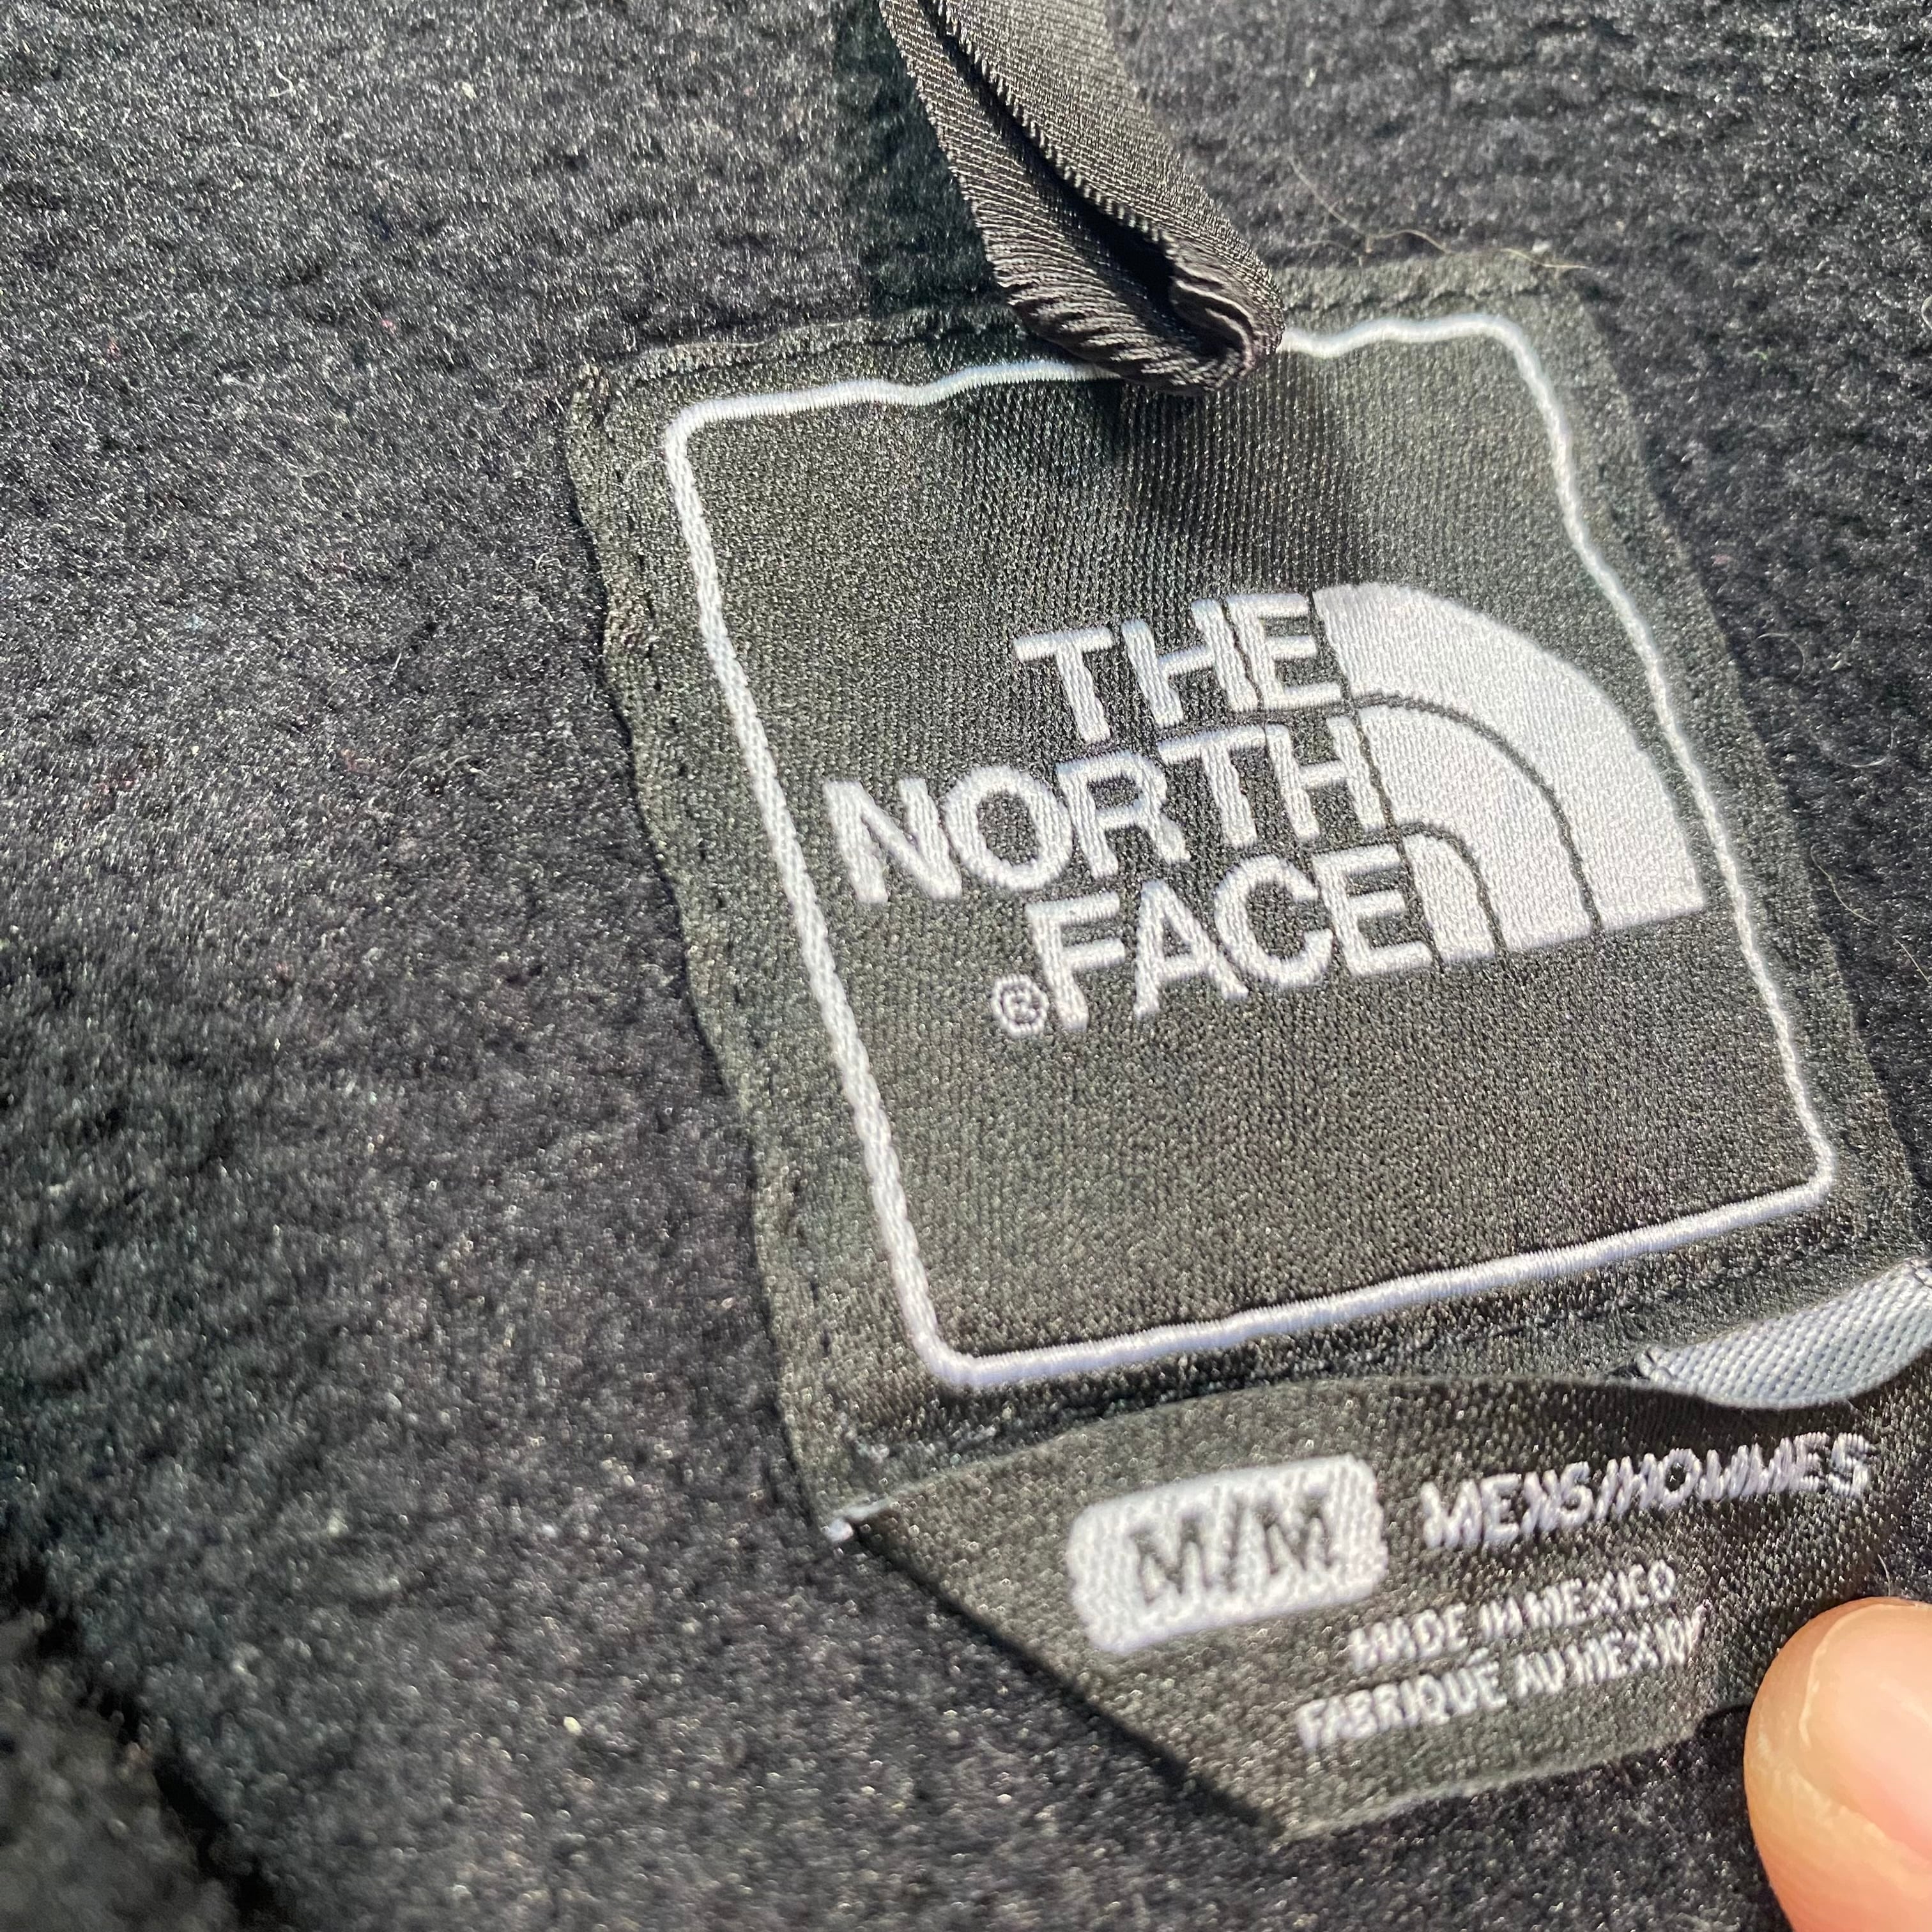 THE
NORTH
®FACE
M/M MENS/HOMMES
MADE IN MEXICO
FABRIQUÉ AU MEXIQUE